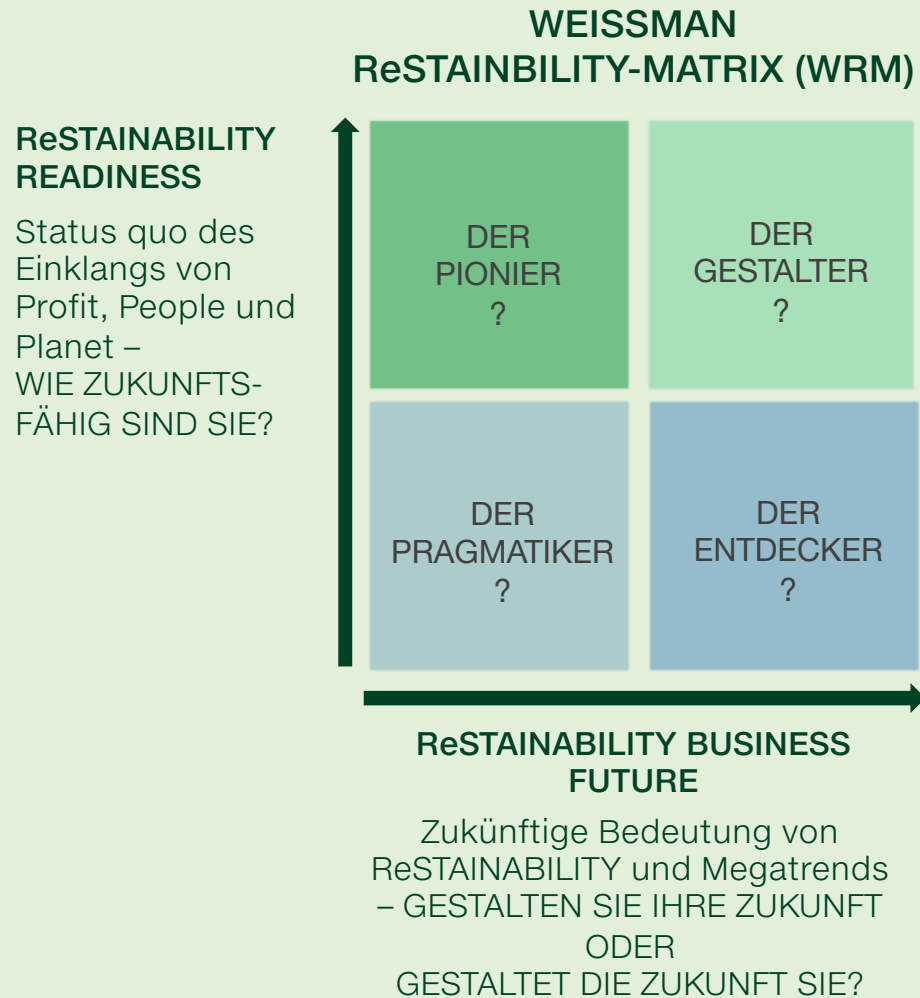 WEISSMAN
ReSTAINBILITY-MATRIX (WRM)
ReSTAINABILITY
READINESS
Status quo des
Einklangs von
Profit, People und
Planet –
WIE ZUKUNFTS-
FÄHIG SIND SIE?
DER
PIONIER
?
DER
GESTALTER
?
DER
PRAGMATIKER
?
DER
ENTDECKER
?
ReSTAINABILITY BUSINESS
FUTURE
Zukünftige Bedeutung von
ReSTAINABILITY und Megatrends
– GESTALTEN SIE IHRE ZUKUNFT
ODER
GESTALTET DIE ZUKUNFT SIE?